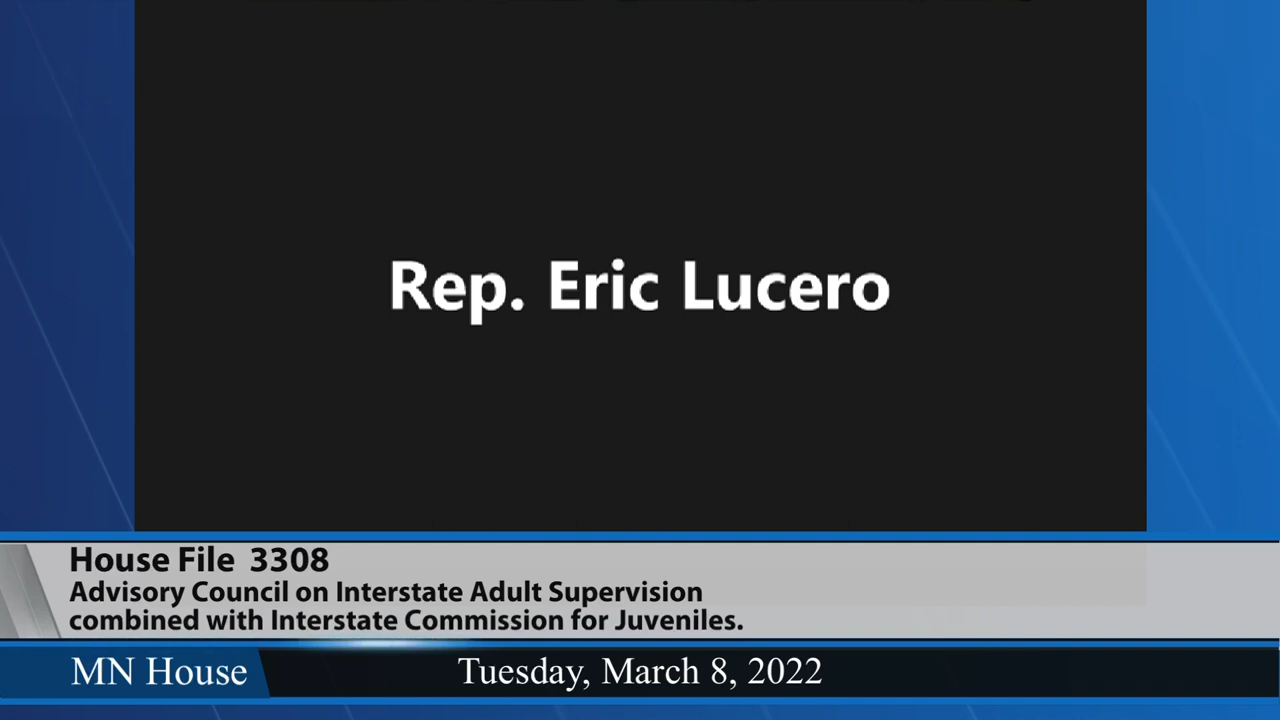 Rep. Eric Lucero
House File 3308
Advisory Council on Interstate Adult Supervision
combined with Interstate Commission for Juveniles.
MN House
Tuesday, March 8, 2022